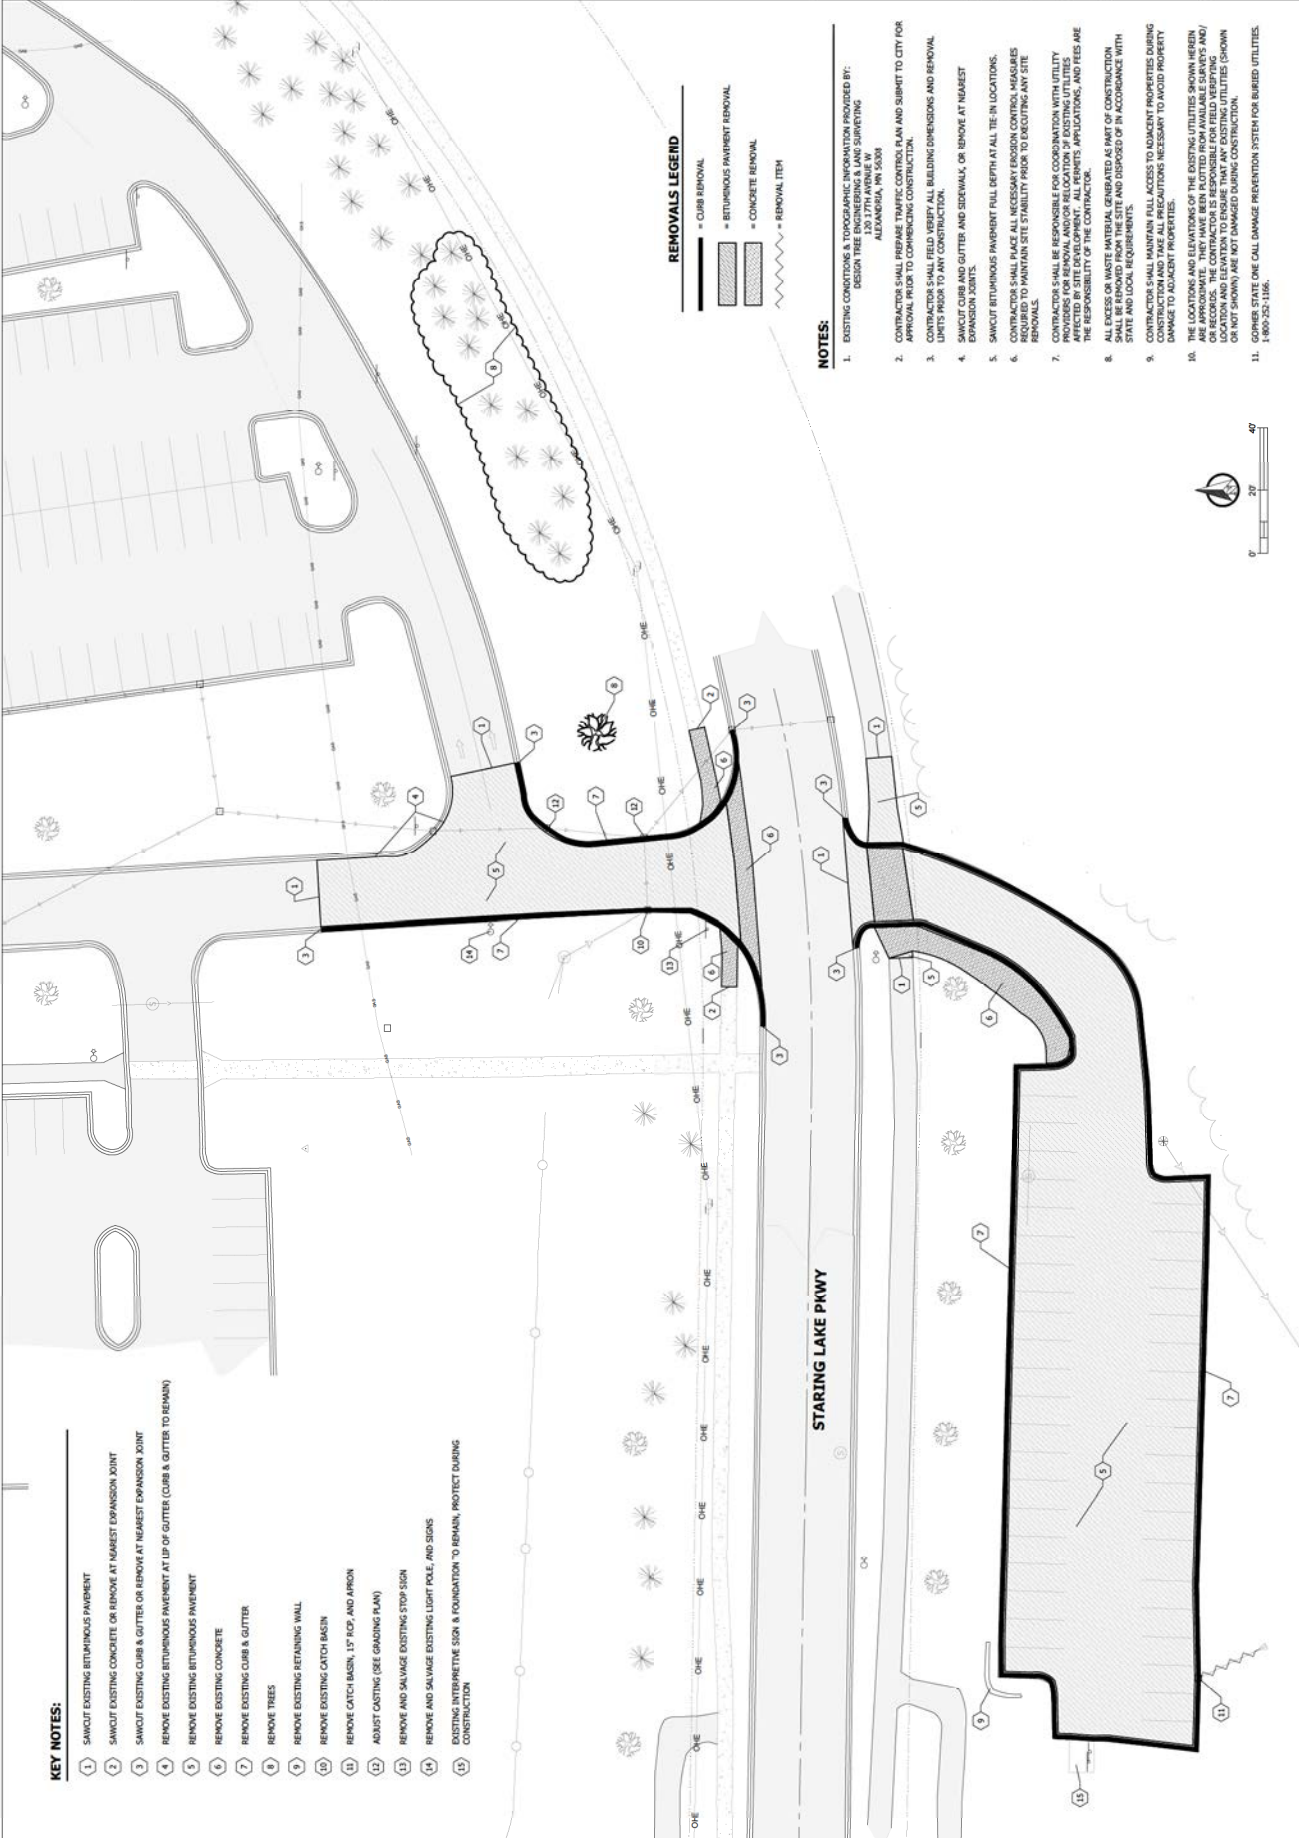 KEY NOTES:
1 SAWCUT EXISTING BITUMINOUS PAVEMENT
2 SAWCUT EXISTING CONCRETE OR REMOVE AT NEAREST EXPANSION JOINT
3 SAWCUT EXISTING CURB & GUTTER OR REMOVE AT NEAREST EXPANSION JOINT
4 REMOVE EXISTING BITUMINOUS PAVEMENT AT LIP OF GUTTER (CURB & GUTTER TO REMAIN)
5 REMOVE EXISTING BITUMINOUS PAVEMENT
6 REMOVE EXISTING CONCRETE
7 REMOVE EXISTING CURB & GUTTER
8 REMOVE TREES
9 REMOVE EXISTING RETAINING WALL
10 REMOVE EXISTING CATCH BASIN
11 REMOVE CATCH BASIN, 15" RCP, AND APRON
12 ADJUST CASTING (SEE GRADING PLAN)
13 REMOVE AND SALVAGE EXISTING STOP SIGN
14 REMOVE AND SALVAGE EXISTING LIGHT POLE, AND SIGNS
15 EXISTING INTERPRETIVE SIGN & FOUNDATION TO REMAIN, PROTECT DURING
CONSTRUCTION
STARING LAKE PKWY
REMOVALS LEGEND
= CURB REMOVAL
= BITUMINOUS PAVEMENT REMOVAL
= CONCRETE REMOVAL
= REMOVAL ITEM
NOTES:
1. EXISTING CONDITIONS & TOPOGRAPHIC INFORMATION PROVIDED BY:
DESIGN TREE ENGINEERING & LAND SURVEYING
120 17TH AVENUE W
ALEXANDRIA, MN 56308
2. CONTRACTOR SHALL PREPARE TRAFFIC CONTROL PLAN AND SUBMIT TO CITY FOR
APPROVAL PRIOR TO COMMENCING CONSTRUCTION.
3. CONTRACTOR SHALL FIELD VERIFY ALL BUILDING DIMENSIONS AND REMOVAL
LIMITS PRIOR TO ANY CONSTRUCTION.
4. SAWCUT CURB AND GUTTER AND SIDEWALK, OR REMOVE AT NEAREST
EXPANSION JOINTS.
5. SAWCUT BITUMINOUS PAVEMENT FULL DEPTH AT ALL TIE-IN LOCATIONS.
6. CONTRACTOR SHALL PLACE ALL NECESSARY EROSION CONTROL MEASURES
REQUIRED TO MAINTAIN SITE STABILITY PRIOR TO EXECUTING ANY SITE
REMOVALS.
7. CONTRACTOR SHALL BE RESPONSIBLE FOR COORDINATION WITH UTILITY
PROVIDERS FOR REMOVAL AND/OR RELOCATION OF EXISTING UTILITIES
AFFECTED BY SITE DEVELOPMENT. ALL PERMITS, APPLICATIONS, AND FEES ARE
THE RESPONSIBILITY OF THE CONTRACTOR.
8. ALL EXCESS OR WASTE MATERIAL GENERATED AS PART OF CONSTRUCTION
SHALL BE REMOVED FROM THE SITE AND DISPOSED OF IN ACCORDANCE WITH
STATE AND LOCAL REQUIREMENTS.
9. CONTRACTOR SHALL MAINTAIN FULL ACCESS TO ADJACENT PROPERTIES DURING
CONSTRUCTION AND TAKE ALL PRECAUTIONS NECESSARY TO AVOID PROPERTY
DAMAGE TO ADJACENT PROPERTIES.
10. THE LOCATIONS AND ELEVATIONS OF THE EXISTING UTILITIES SHOWN HEREIN
ARE APPROXIMATE. THEY HAVE BEEN PLOTTED FROM AVAILABLE SURVEYS AND/
OR RECORDS. THE CONTRACTOR IS RESPONSIBLE FOR FIELD VERIFYING
LOCATION AND ELEVATION TO ENSURE THAT ANY EXISTING UTILITIES (SHOWN
OR NOT SHOWN) ARE NOT DAMAGED DURING CONSTRUCTION.
11. GOPHER STATE ONE CALL DAMAGE PREVENTION SYSTEM FOR BURIED UTILITIES.
1-800-252-1166.
0' 20' 40'